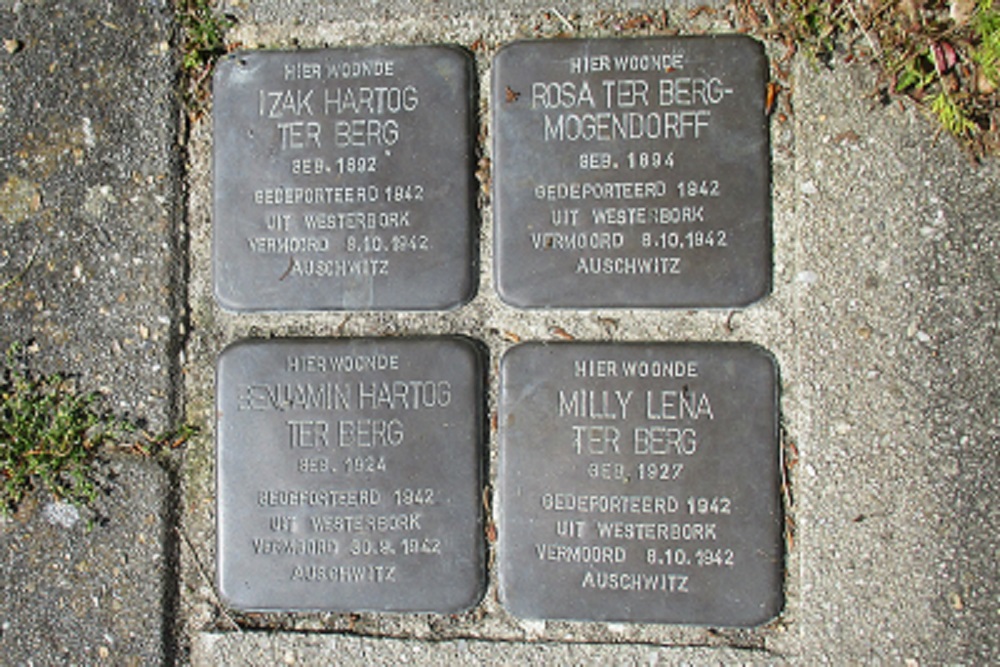 HIER WOONDE
IZAK HARTOG
TER BERG
GEB. 1892
GEDEPORTEERD 1942
UIT WESTERBORK
VERMOORD 8.10.1942
AUSCHWITZ
HIER WOONDE
ROSA TER BERG-
MOGENDORFF
GEB. 1894
GEDEPORTEERD 1942
UIT WESTERBORK
VERMOORD 8.10.1942
AUSCHWITZ
HIER WOONDE
BENJAMIN HARTOG
TER BERG
GEB. 1924
GEDEPORTEERD 1942
UIT WESTERBORK
VERMOORD 30.9.1942
AUSCHWITZ
HIER WOONDE
MILLY LENA
TER BERG
GEB. 1927
GEDEPORTEERD 1942
UIT WESTERBORK
VERMOORD 8.10.1942
AUSCHWITZ